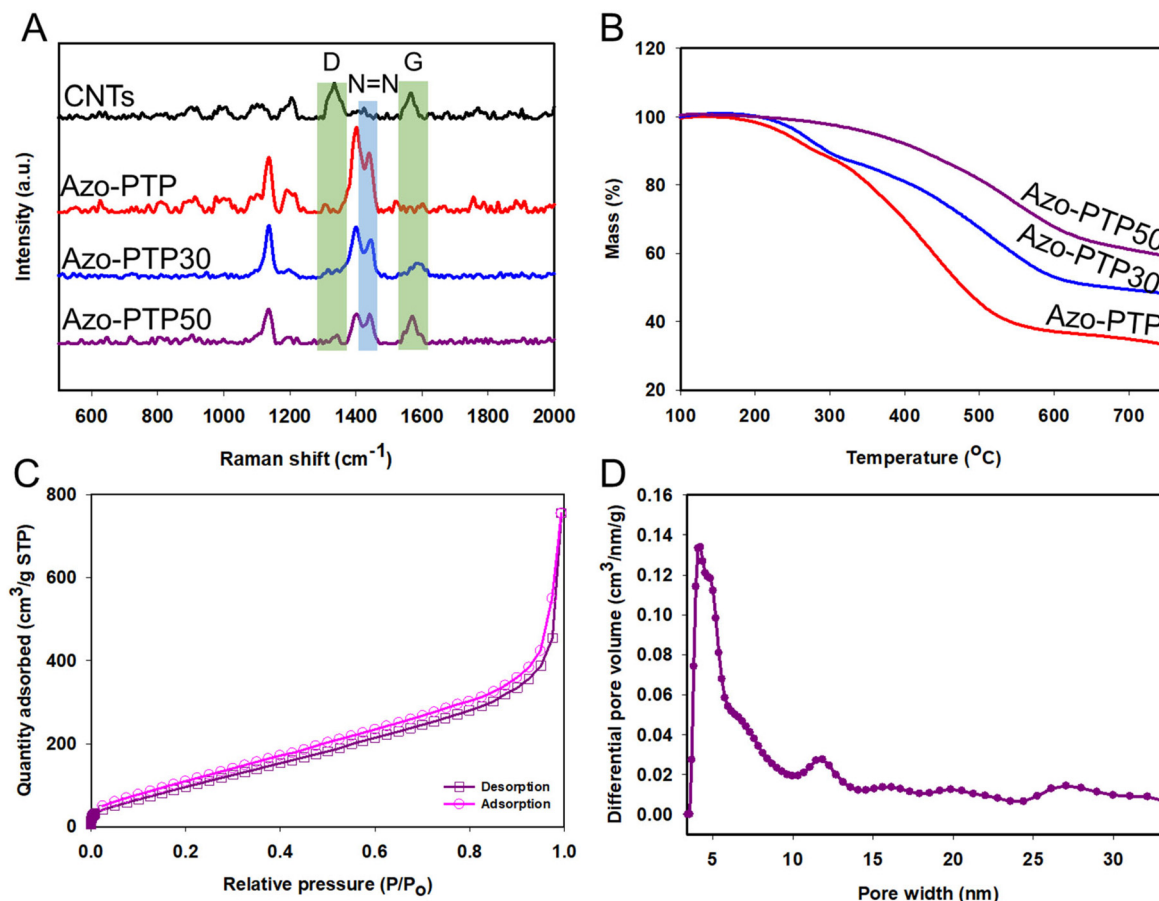 A
D
G
N=N
CNTs
Azo-PTP
Azo-PTP30
Azo-PTP50
Intensity (a.u.)
600 800 1000 1200 1400 1600 1800 2000
Raman shift (cm⁻¹)
B
120
100
80
60
40
20
Mass (%)
Azo-PTP50
Azo-PTP30
Azo-PTP
100 200 300 400 500 600 700
Temperature (°C)
C
800
600
400
200
0
Quantity adsorbed (cm³/g STP)
Desorption
Adsorption
0.0 0.2 0.4 0.6 0.8 1.0
Relative pressure (P/Pₒ)
D
0.16
0.14
0.12
0.10
0.08
0.06
0.04
0.02
0.00
Differential pore volume (cm³/nm/g)
5 10 15 20 25 30
Pore width (nm)